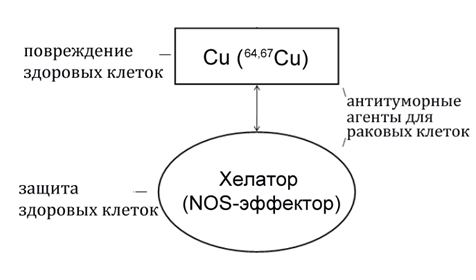 повреждение
здоровых клеток
Cu (⁶⁴,⁶⁷Cu)
антитуморные
агенты для
раковых клеток
защита
здоровых клеток
Хелатор
(NOS-эффектор)